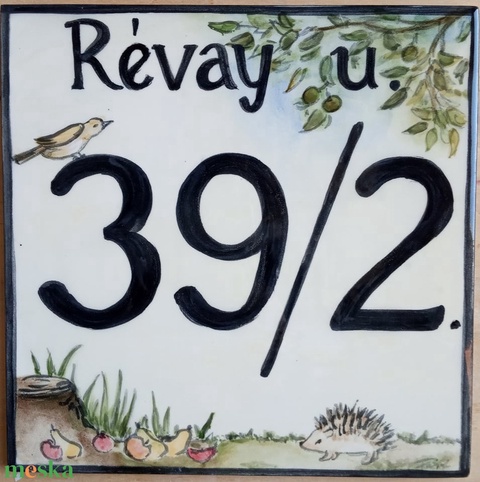 Révay u.
39/2.
meska